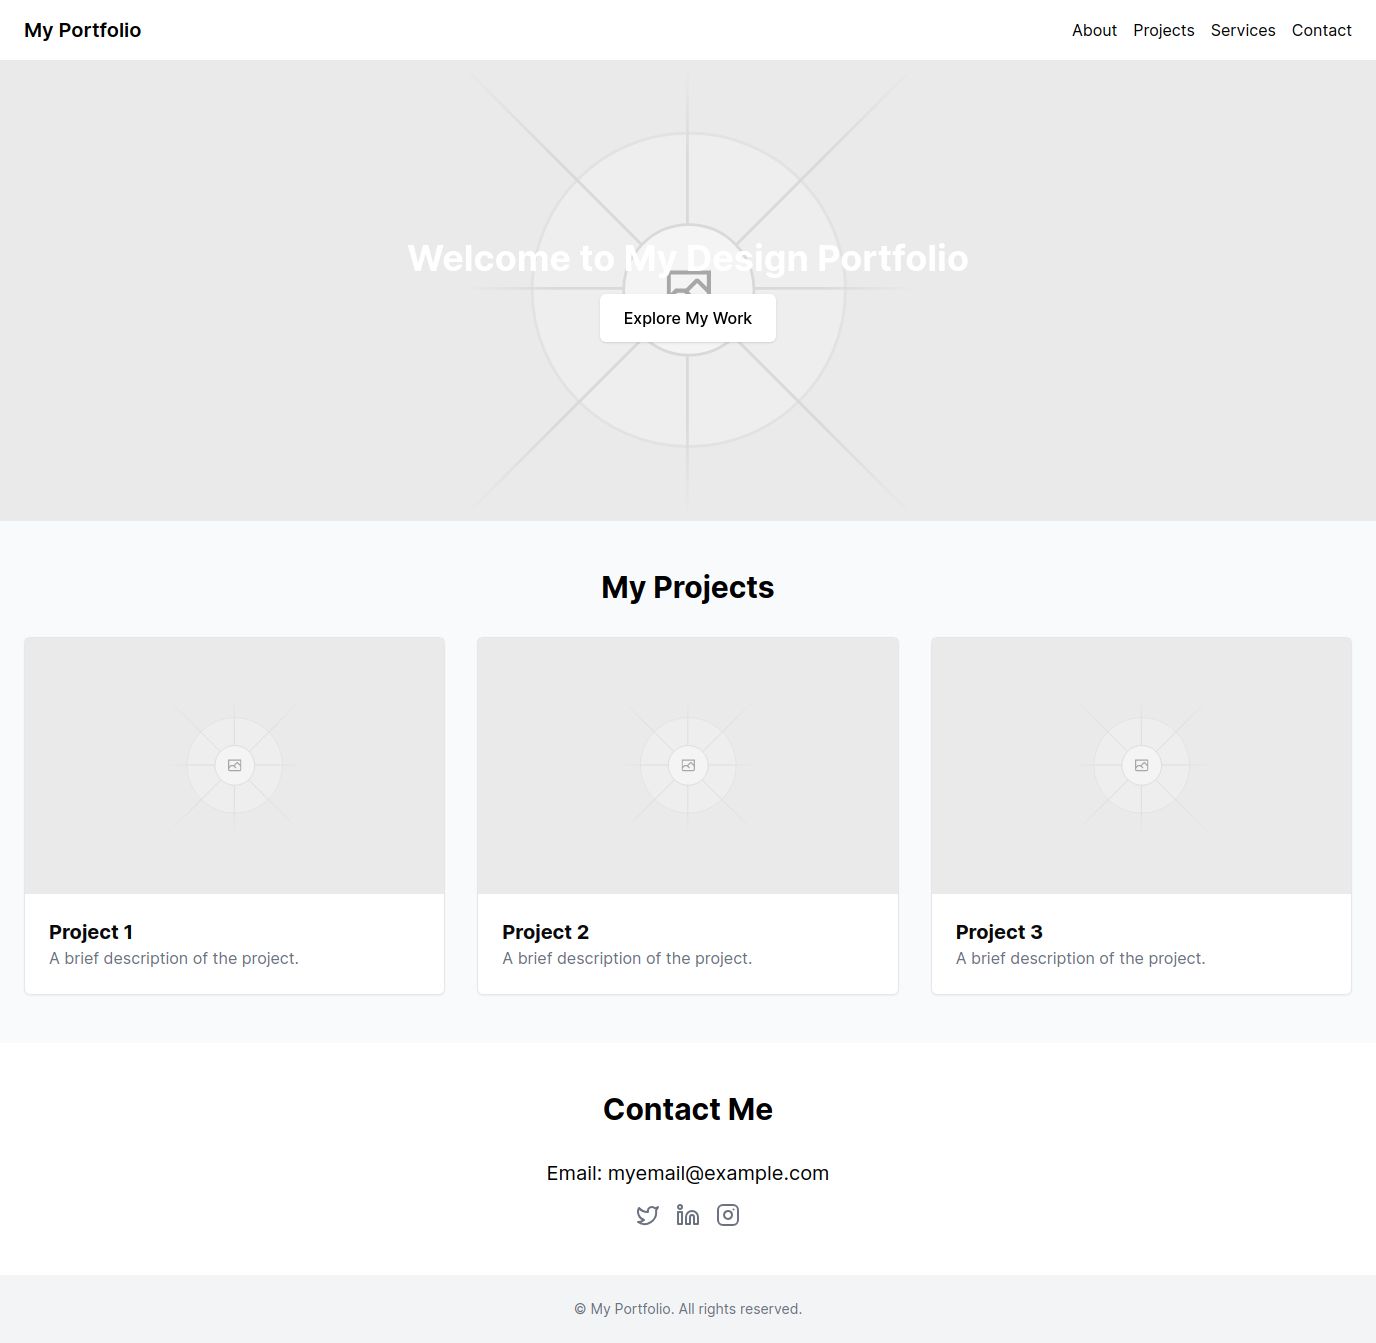 My Portfolio
About Projects Services Contact
Welcome to My Design Portfolio
Explore My Work
My Projects
Project 1
A brief description of the project.
Project 2
A brief description of the project.
Project 3
A brief description of the project.
Contact Me
Email: myemail@example.com
© My Portfolio. All rights reserved.